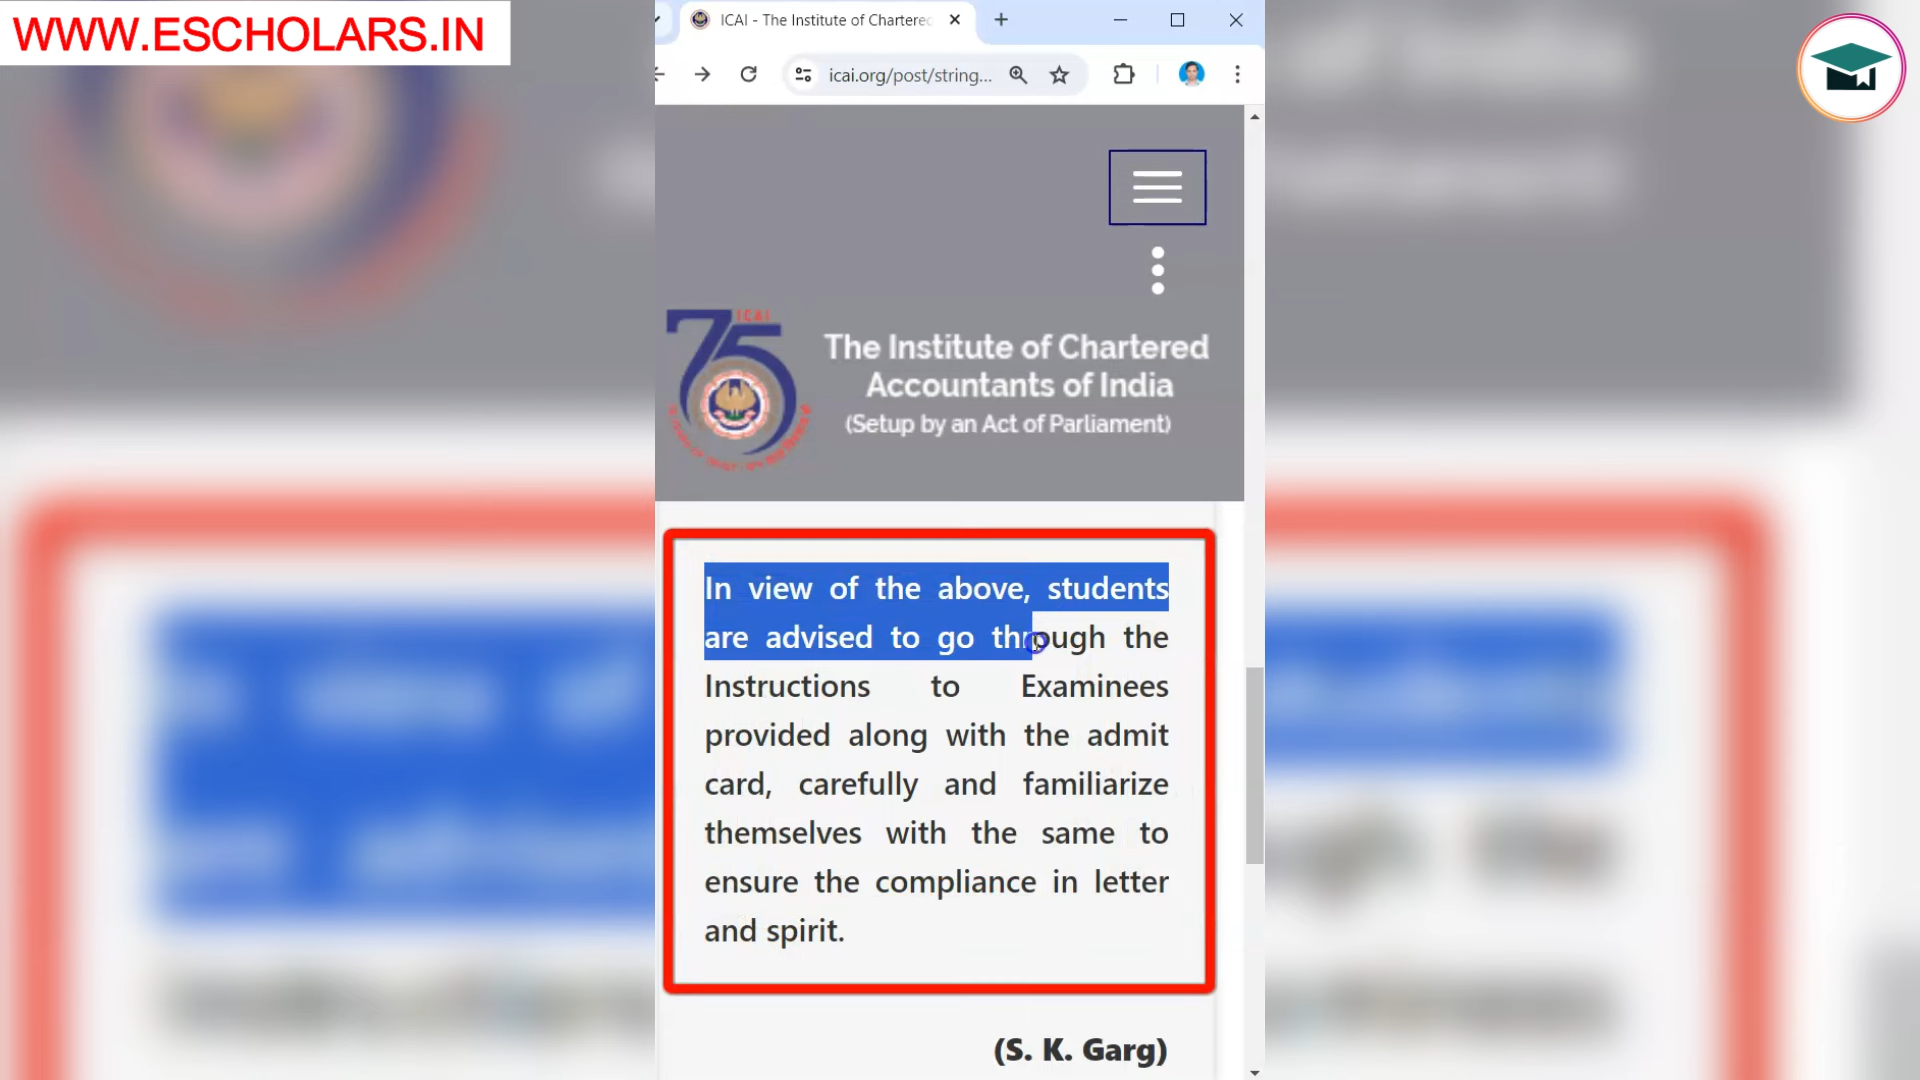 WWW.ESCHOLARS.IN
ICAI - The Institute of Chartered
icai.org/post/string...
ICAI
75
The Institute of Chartered
Accountants of India
(Setup by an Act of Parliament)
In view of the above, students
are advised to go through the
Instructions to Examinees
provided along with the admit
card, carefully and familiarize
themselves with the same to
ensure the compliance in letter
and spirit.
(S. K. Garg)